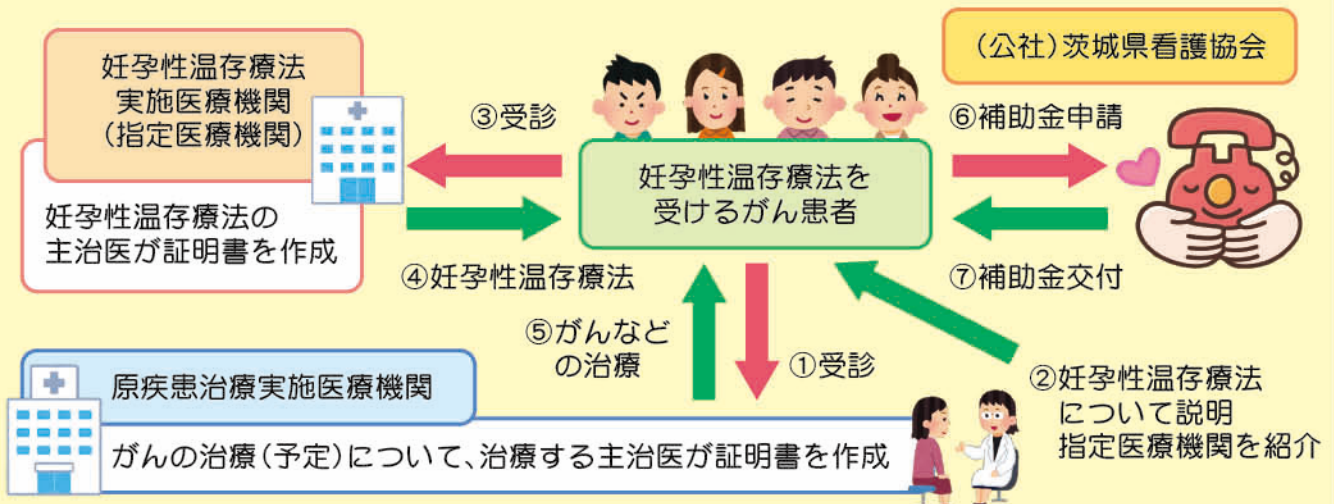 妊孕性温存療法
実施医療機関
(指定医療機関)
妊孕性温存療法の
主治医が証明書を作成
③受診
④妊孕性温存療法
妊孕性温存療法を
受けるがん患者
(公社)茨城県看護協会
⑥補助金申請
⑦補助金交付
⑤がんなど
の治療
①受診
②妊孕性温存療法
について説明
指定医療機関を紹介
原疾患治療実施医療機関
がんの治療(予定)について、治療する主治医が証明書を作成